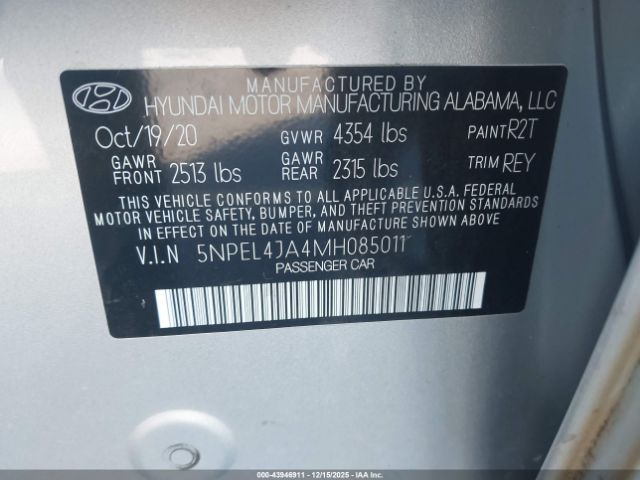 MANUFACTURED BY
HYUNDAI MOTOR MANUFACTURING ALABAMA, LLC
Oct/19/20 GVWR 4354 lbs PAINT R2T
GAWR FRONT 2513 lbs GAWR REAR 2315 lbs TRIM REY
THIS VEHICLE CONFORMS TO ALL APPLICABLE U.S.A. FEDERAL
MOTOR VEHICLE SAFETY, BUMPER, AND THEFT PREVENTION STANDARDS
IN EFFECT ON THE DATE OF MANUFACTURE SHOWN ABOVE.
V.I.N 5NPEL4JA4MH085011
PASSENGER CAR
000-43946911 - 12/15/2025 - COPYRIGHT IAA, LLC.